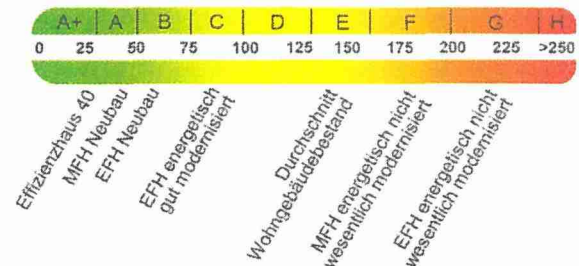 A+ A B C D E F G H
0 25 50 75 100 125 150 175 200 225 >250
Effizienzhaus 40
MFH Neubau
EFH Neubau
EFH energetisch
gut modernisiert
Durchschnitt
Wohngebäudebestand
MFH energetisch nicht
wesentlich modernisiert
EFH energetisch nicht
wesentlich modernisiert